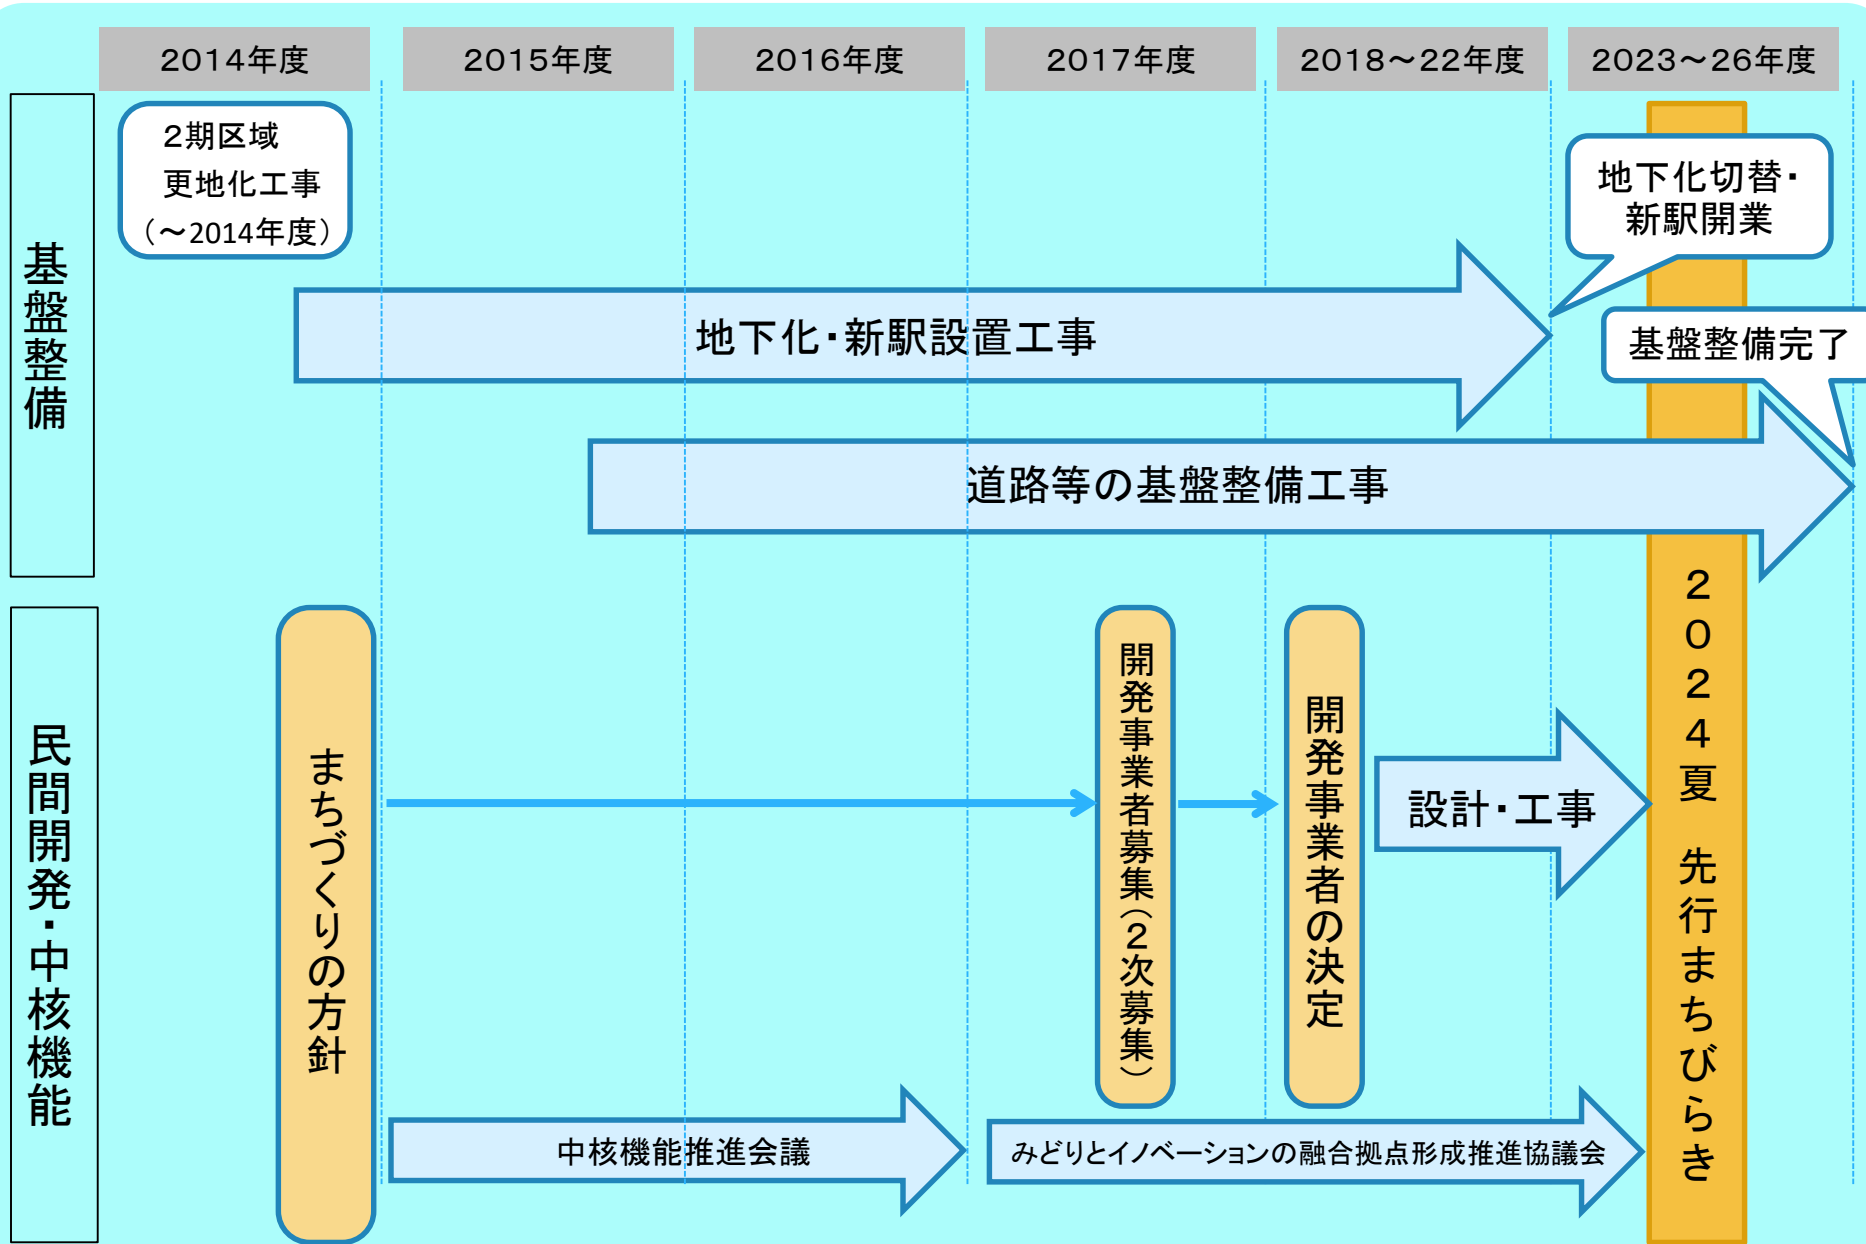 2014年度
2015年度
2016年度
2017年度
2018～22年度
2023～26年度
基盤整備
2期区域
更地化工事
（～2014年度）
地下化切替・
新駅開業
地下化・新駅設置工事
基盤整備完了
道路等の基盤整備工事
民間開発・中核機能
まちづくりの方針
開発事業者募集（2次募集）
開発事業者の決定
設計・工事
2024夏 先行まちびらき
中核機能推進会議
みどりとイノベーションの融合拠点形成推進協議会